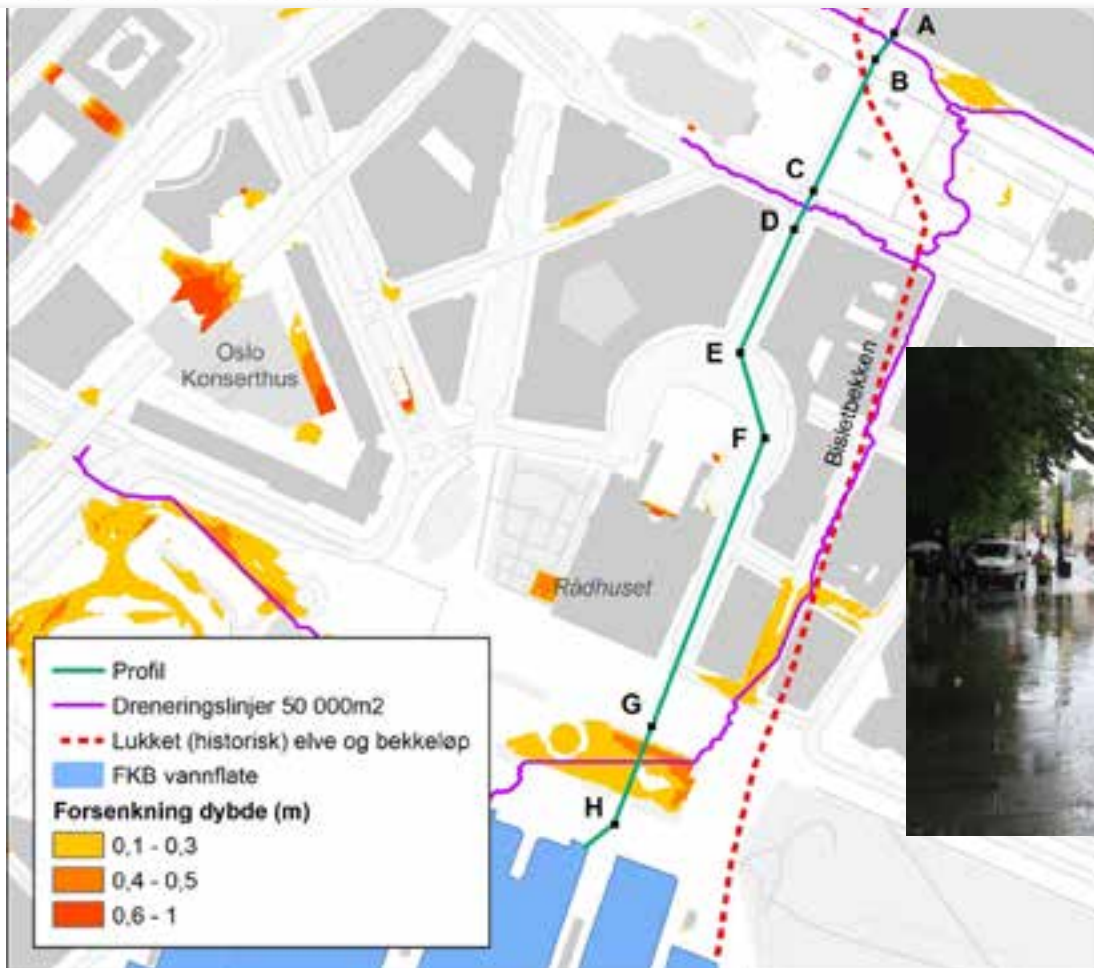 A
B
C
D
E
F
G
H
Oslo
Konserthus
Bisletbekken
Rådhuset
Profil
Dreneringslinjer 50 000m2
Lukket (historisk) elve og bekkeløp
FKB vannflate
Forsenkning dybde (m)
0,1 - 0,3
0,4 - 0,5
0,6 - 1